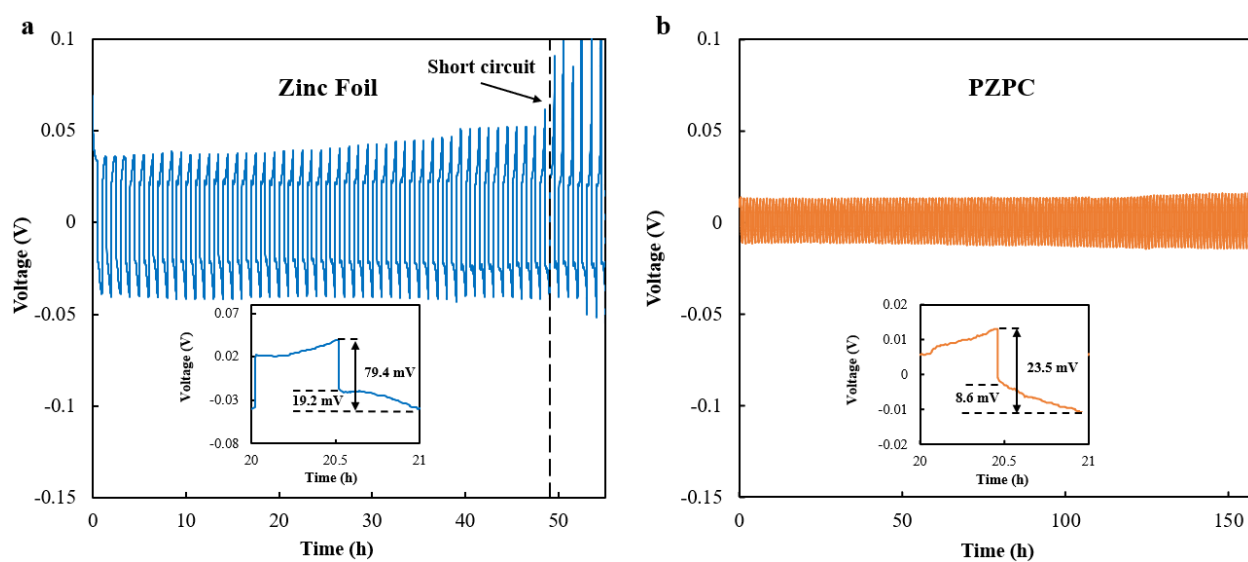 a
Zinc Foil
Short circuit
0.1
0.05
0
-0.05
-0.1
-0.15
Voltage (V)
0 10 20 30 40 50
Time (h)
0.07
0.02
-0.03
-0.08
Voltage (V)
79.4 mV
19.2 mV
20 20.5 21
Time (h)
b
PZPC
0.1
0.05
0
-0.05
-0.1
-0.15
Voltage (V)
0 50 100 150
Time (h)
0.02
0.01
0
-0.01
-0.02
Voltage (V)
23.5 mV
8.6 mV
20 20.5 21
Time (h)